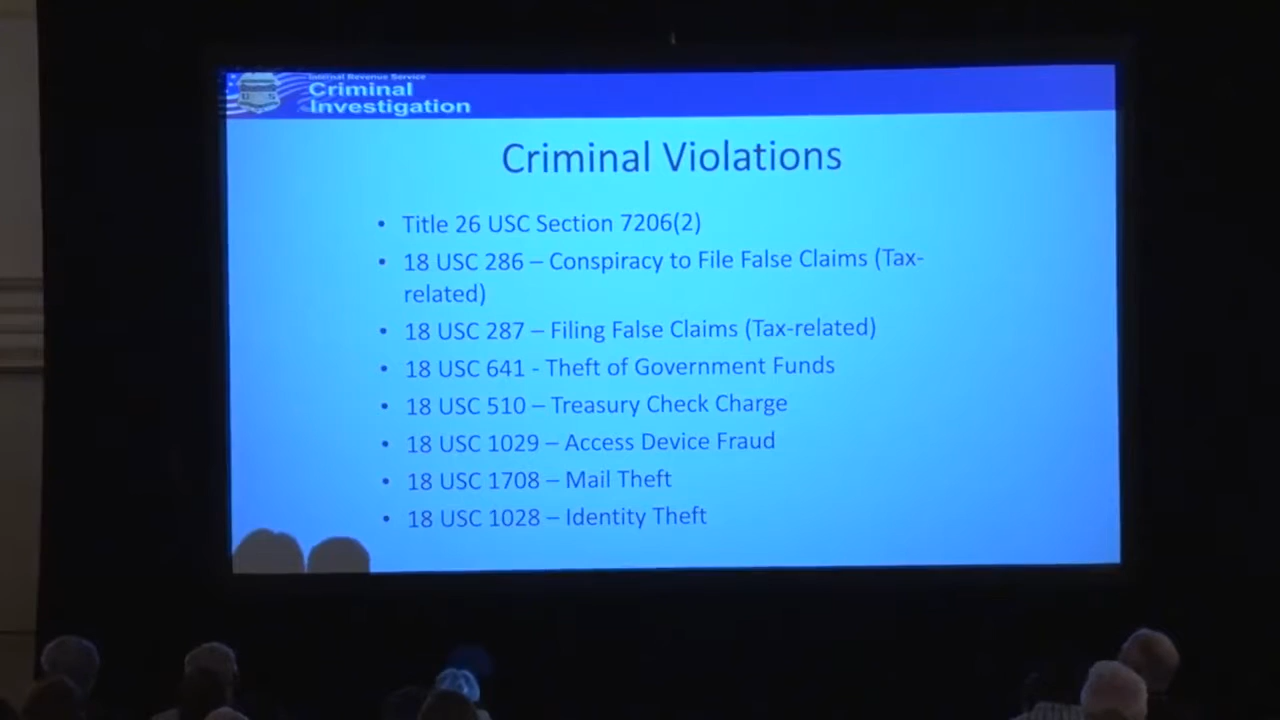 Internal Revenue Service
Criminal
Investigation
U S
Criminal Violations
• Title 26 USC Section 7206(2)
• 18 USC 286 – Conspiracy to File False Claims (Tax-
related)
• 18 USC 287 – Filing False Claims (Tax-related)
• 18 USC 641 - Theft of Government Funds
• 18 USC 510 – Treasury Check Charge
• 18 USC 1029 – Access Device Fraud
• 18 USC 1708 – Mail Theft
• 18 USC 1028 – Identity Theft